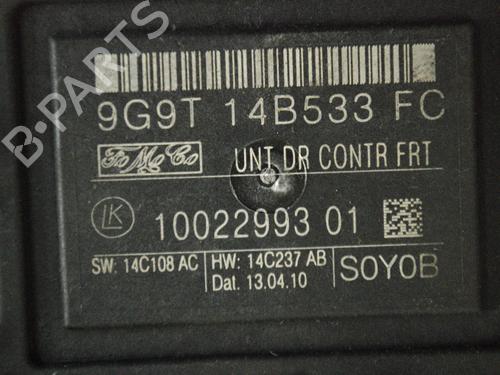 B-PARTS
9G9T 14B533 FC
FoMoCo UNT DR CONTR FRT
LK 10022993 01
SW: 14C108 AC HW: 14C237 AB SOYOB
Dat. 13.04.10